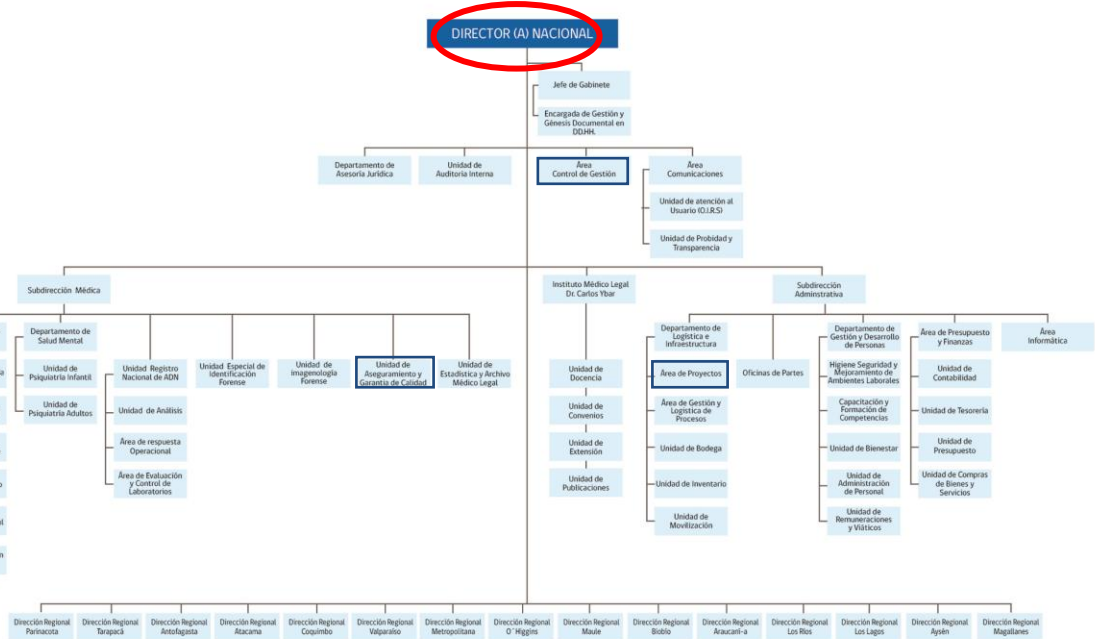 DIRECTOR (A) NACIONAL
Jefe de Gabinete
Encargada de Gestión y
Génesis Documental en
DD.HH.
Departamento de
Asesoría Jurídica
Unidad de
Auditoria Interna
Área
Control de Gestión
Área
Comunicaciones
Unidad de atención al
Usuario (O.I.R.S)
Unidad de Probidad y
Transparencia
Subdirección Médica
Instituto Médico Legal
Dr. Carlos Ybar
Subdirección
Adminstrativa
Departamento de
Salud Mental
Unidad de
Psiquiatría Infantil
Unidad de
Psiquiatría Adultos
Unidad Registro
Nacional de ADN
Unidad de Análisis
Área de respuesta
Operacional
Área de Evaluación
y Control de
Laboratorios
Unidad Especial de
Identificación
Forense
Unidad de
imagenología
Forense
Unidad de
Aseguramiento y
Garantía de Calidad
Unidad de
Estadística y Archivo
Médico Legal
Unidad de
Docencia
Unidad de
Convenios
Unidad de
Extensión
Unidad de
Publicaciones
Departamento de
Logística e
Infraestructura
Área de Proyectos
Área de Gestión y
Logística de
Procesos
Unidad de Bodega
Unidad de Inventario
Unidad de
Movilización
Oficinas de Partes
Departamento de
Gestión y Desarrollo
de Personas
Higiene Seguridad y
Mejoramiento de
Ambientes Laborales
Capacitación y
Formación de
Competencias
Unidad de Bienestar
Unidad de
Administración
de Personal
Unidad de
Remuneraciones
y Viáticos
Área de Presupuesto
y Finanzas
Unidad de
Contabilidad
Unidad de Tesorería
Unidad de
Presupuesto
Unidad de Compras
de Bienes y
Servicios
Área
Informática
Dirección Regional
Parinacota
Dirección Regional
Tarapacá
Dirección Regional
Antofagasta
Dirección Regional
Atacama
Dirección Regional
Coquimbo
Dirección Regional
Valparaíso
Dirección Regional
Metropolitana
Dirección Regional
O´Higgins
Dirección Regional
Maule
Dirección Regional
Biobío
Dirección Regional
Araucaní-a
Dirección Regional
Los Ríos
Dirección Regional
Los Lagos
Dirección Regional
Aysén
Dirección Regional
Magallanes